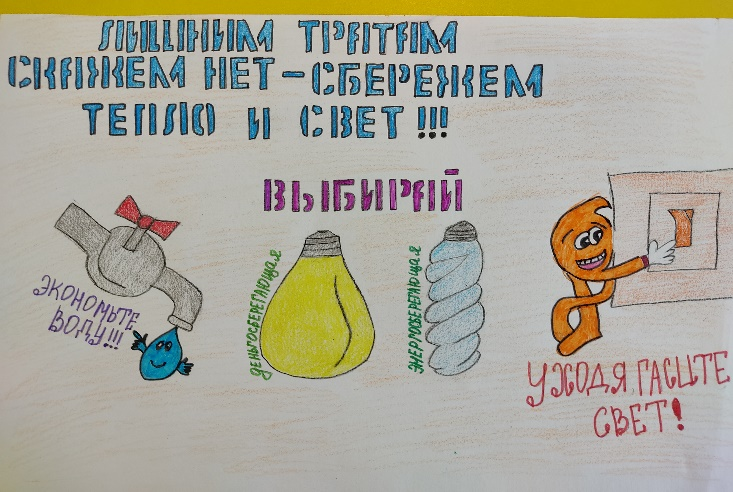 ЛИШНИМ ТРАТАМ
СКАЖЕМ НЕТ – СБЕРЕЖЕМ
ТЕПЛО И СВЕТ !!!
ВЫБИРАЙ
ЭКОНОМЬТЕ
ВОДУ!!!
ДЕНЬГОСБЕРЕГАЮЩАЯ
ЭНЕРГОСБЕРЕГАЮЩАЯ
УХОДЯ, ГАСИТЕ
СВЕТ!